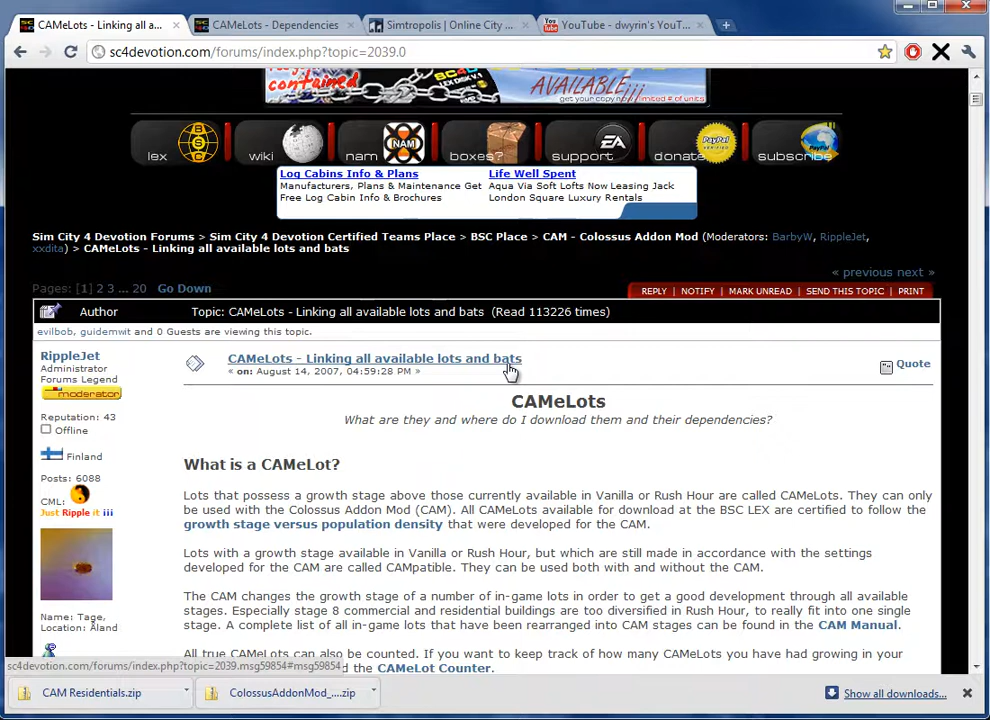 CAMeLots - Linking all a...
CAMeLots - Dependencies
Simtropolis | Online City ...
YouTube - dwyrin's YouT...
sc4devotion.com/forums/index.php?topic=2039.0
contained
AVAILABLE
get your copy now limited # of units
lex
wiki
nam
NAM
boxes?
support
EA
donate
PayPal
subscribe
Log Cabins Info & Plans
Manufacturers, Plans & Maintenance Get
Free Log Cabin Info & Brochures
Life Well Spent
Aqua Via Soft Lofts Now Leasing Jack
London Square Luxury Rentals
Sim City 4 Devotion Forums > Sim City 4 Devotion Certified Teams Place > BSC Place > CAM - Colossus Addon Mod (Moderators: BarbyW, RippleJet,
xxdita) > CAMeLots - Linking all available lots and bats
« previous next »
Pages: [1] 2 3 ... 20 Go Down
REPLY | NOTIFY | MARK UNREAD | SEND THIS TOPIC | PRINT
Author Topic: CAMeLots - Linking all available lots and bats (Read 113226 times)
evilbob, guidemwit and 0 Guests are viewing this topic.
RippleJet
Administrator
Forums Legend
moderator
Reputation: 43
Offline
Finland
Posts: 6088
CML:
Just Ripple it iii
Name: Tage,
Location: Åland
CAMeLots - Linking all available lots and bats
« on: August 14, 2007, 04:59:28 PM »
Quote
CAMeLots
What are they and where do I download them and their dependencies?
What is a CAMeLot?
Lots that possess a growth stage above those currently available in Vanilla or Rush Hour are called CAMeLots. They can only
be used with the Colossus Addon Mod (CAM). All CAMeLots available for download at the BSC LEX are certified to follow the
growth stage versus population density that were developed for the CAM.
Lots with a growth stage available in Vanilla or Rush Hour, but which are still made in accordance with the settings
developed for the CAM are called CAMpatible. They can be used both with and without the CAM.
The CAM changes the growth stage of a number of in-game lots in order to get a good development through all available
stages. Especially stage 8 commercial and residential buildings are too diversified in Rush Hour, to really fit into one single
stage. A complete list of all in-game lots that have been rearranged into CAM stages can be found in the CAM Manual.
All true CAMeLots can also be counted. If you want to keep track of how many CAMeLots you have had growing in your
d the CAMeLot Counter.
sc4devotion.com/forums/index.php?topic=2039.msg59854#msg59854
CAM Residentials.zip
ColossusAddonMod_....zip
Show all downloads...